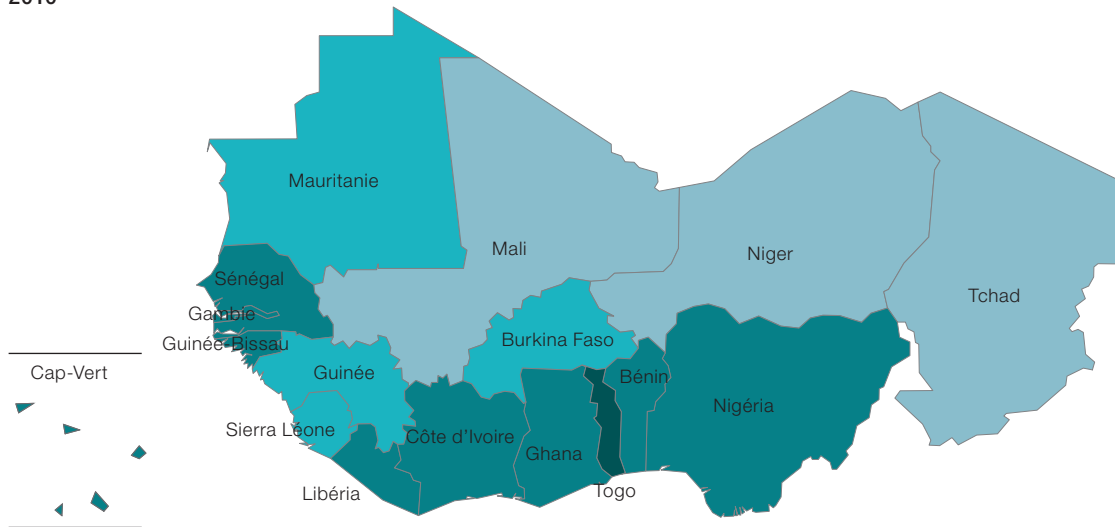 2010
Mauritanie
Mali
Niger
Tchad
Sénégal
Gambie
Guinée-Bissau
Burkina Faso
Cap-Vert
Guinée
Bénin
Nigéria
Sierra Léone
Côte d'Ivoire
Ghana
Libéria
Togo